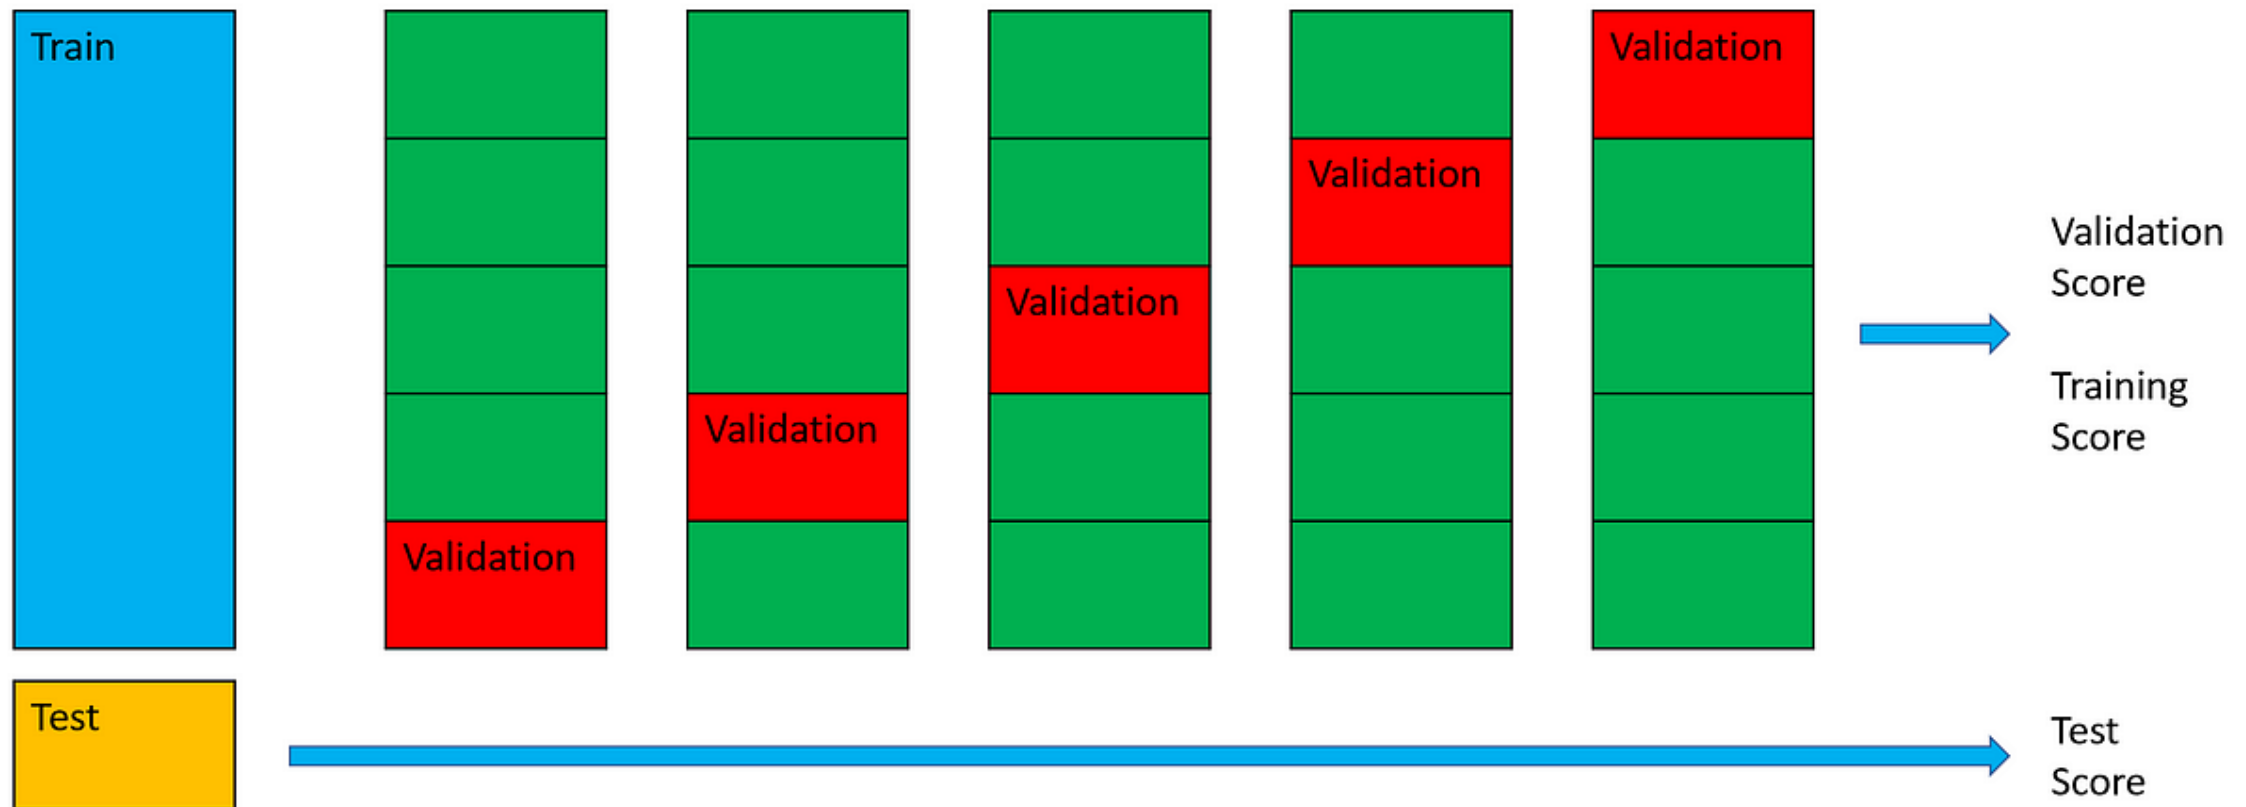 Train
Validation
Validation
Validation
Validation
Validation
Validation
Score
Training
Score
Test
Test
Score